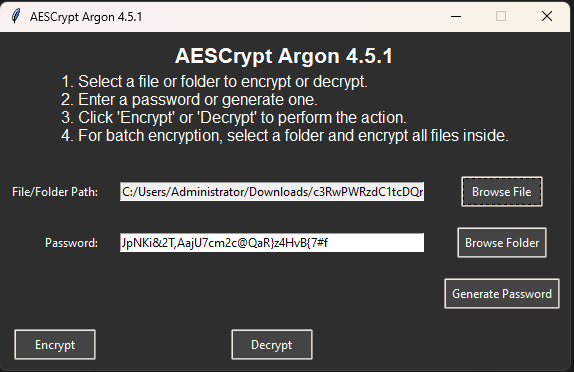 AESCrypt Argon 4.5.1
AESCrypt Argon 4.5.1
1. Select a file or folder to encrypt or decrypt.
2. Enter a password or generate one.
3. Click 'Encrypt' or 'Decrypt' to perform the action.
4. For batch encryption, select a folder and encrypt all files inside.
File/Folder Path: C:/Users/Administrator/Downloads/c3RwPWRzdC1tcDQr Browse File
Password: JpNKi&2T,AajU7cm2c@QaR}z4HvB{7#f Browse Folder
Generate Password
Encrypt Decrypt